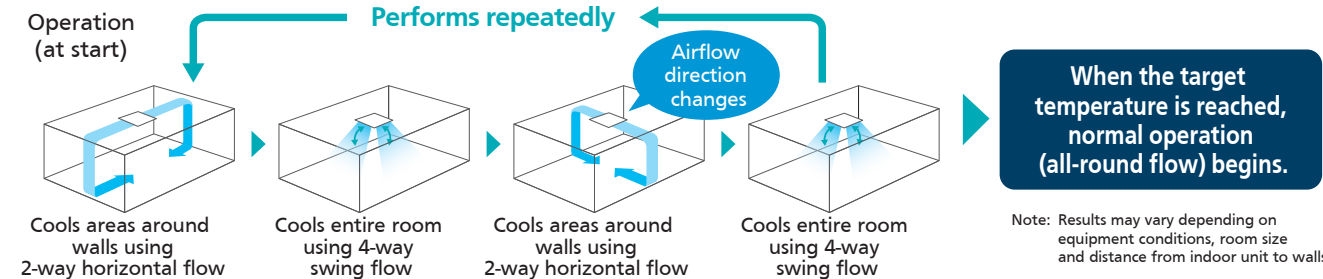 Operation
(at start)
Performs repeatedly
Airflow
direction
changes
Cools areas around
walls using
2-way horizontal flow
Cools entire room
using 4-way
swing flow
Cools areas around
walls using
2-way horizontal flow
Cools entire room
using 4-way
swing flow
When the target
temperature is reached,
normal operation
(all-round flow) begins.
Note: Results may vary depending on
equipment conditions, room size
and distance from indoor unit to walls